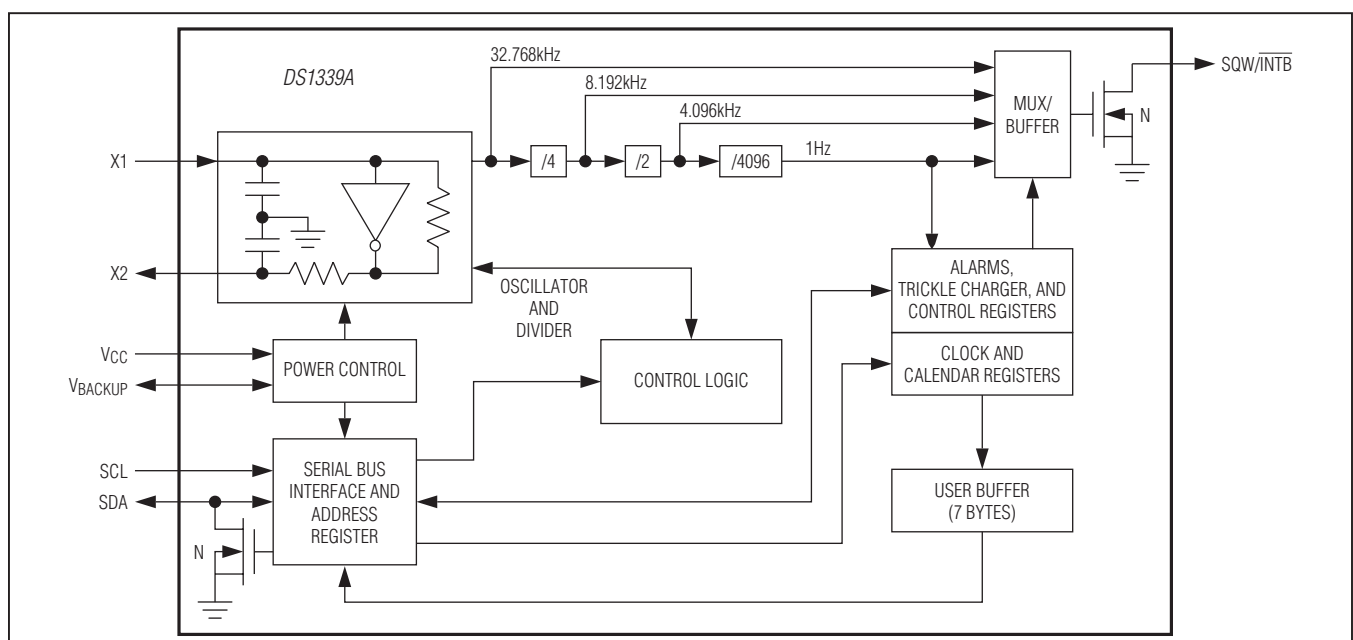 DS1339A
32.768kHz
8.192kHz
4.096kHz
1Hz
/4
/2
/4096
MUX/
BUFFER
N
SQW/INTB
X1
X2
OSCILLATOR
AND
DIVIDER
ALARMS,
TRICKLE CHARGER, AND
CONTROL REGISTERS
CLOCK AND
CALENDAR REGISTERS
VCC
VBACKUP
POWER CONTROL
CONTROL LOGIC
SCL
SDA
SERIAL BUS
INTERFACE AND
ADDRESS
REGISTER
USER BUFFER
(7 BYTES)
N